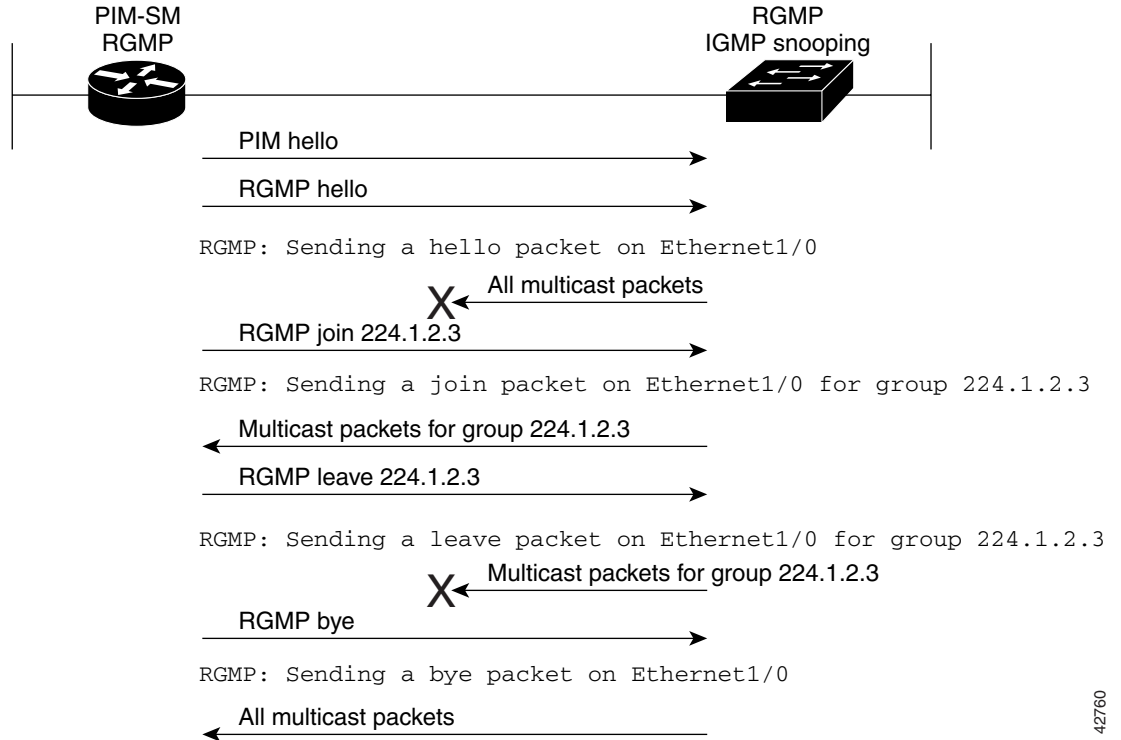 PIM-SM
RGMP
RGMP
IGMP snooping
PIM hello
RGMP hello
RGMP: Sending a hello packet on Ethernet1/0
All multicast packets
X
RGMP join 224.1.2.3
RGMP: Sending a join packet on Ethernet1/0 for group 224.1.2.3
Multicast packets for group 224.1.2.3
RGMP leave 224.1.2.3
RGMP: Sending a leave packet on Ethernet1/0 for group 224.1.2.3
Multicast packets for group 224.1.2.3
X
RGMP bye
RGMP: Sending a bye packet on Ethernet1/0
All multicast packets
42760